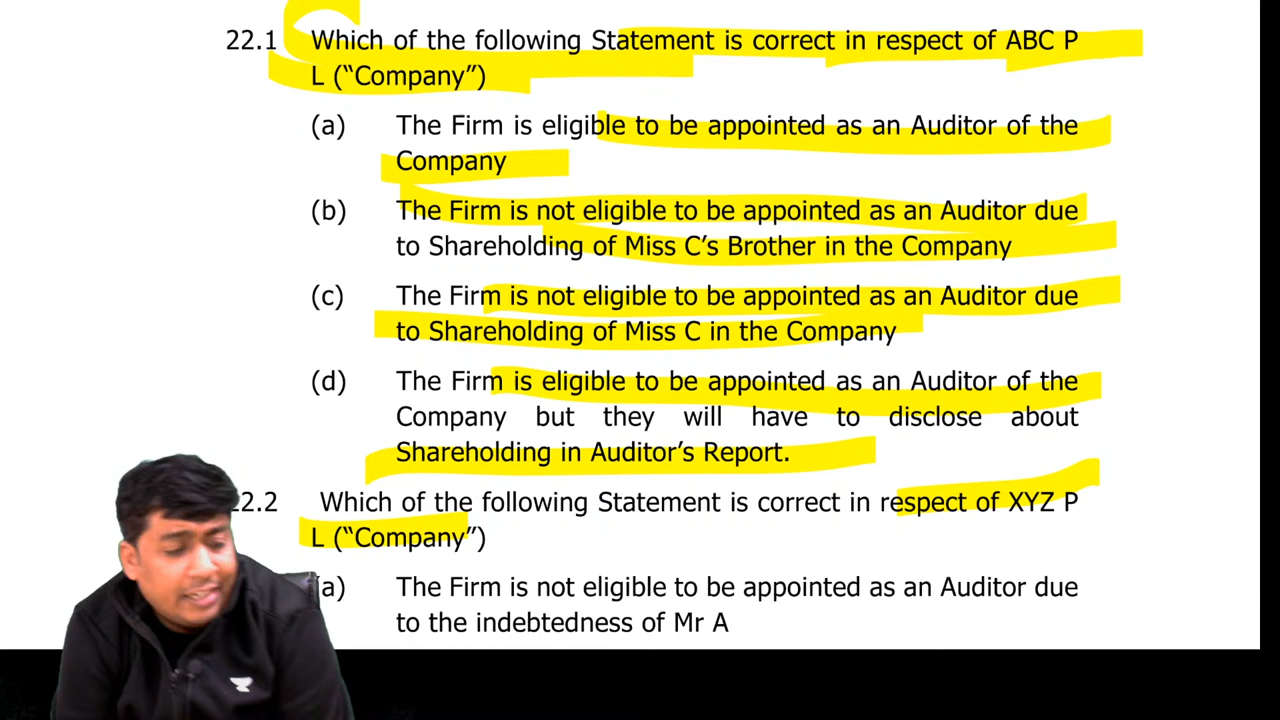 22.1 Which of the following Statement is correct in respect of ABC P
L (“Company”)
(a) The Firm is eligible to be appointed as an Auditor of the
Company
(b) The Firm is not eligible to be appointed as an Auditor due
to Shareholding of Miss C’s Brother in the Company
(c) The Firm is not eligible to be appointed as an Auditor due
to Shareholding of Miss C in the Company
(d) The Firm is eligible to be appointed as an Auditor of the
Company but they will have to disclose about
Shareholding in Auditor’s Report.
22.2 Which of the following Statement is correct in respect of XYZ P
L (“Company”)
(a) The Firm is not eligible to be appointed as an Auditor due
to the indebtedness of Mr A